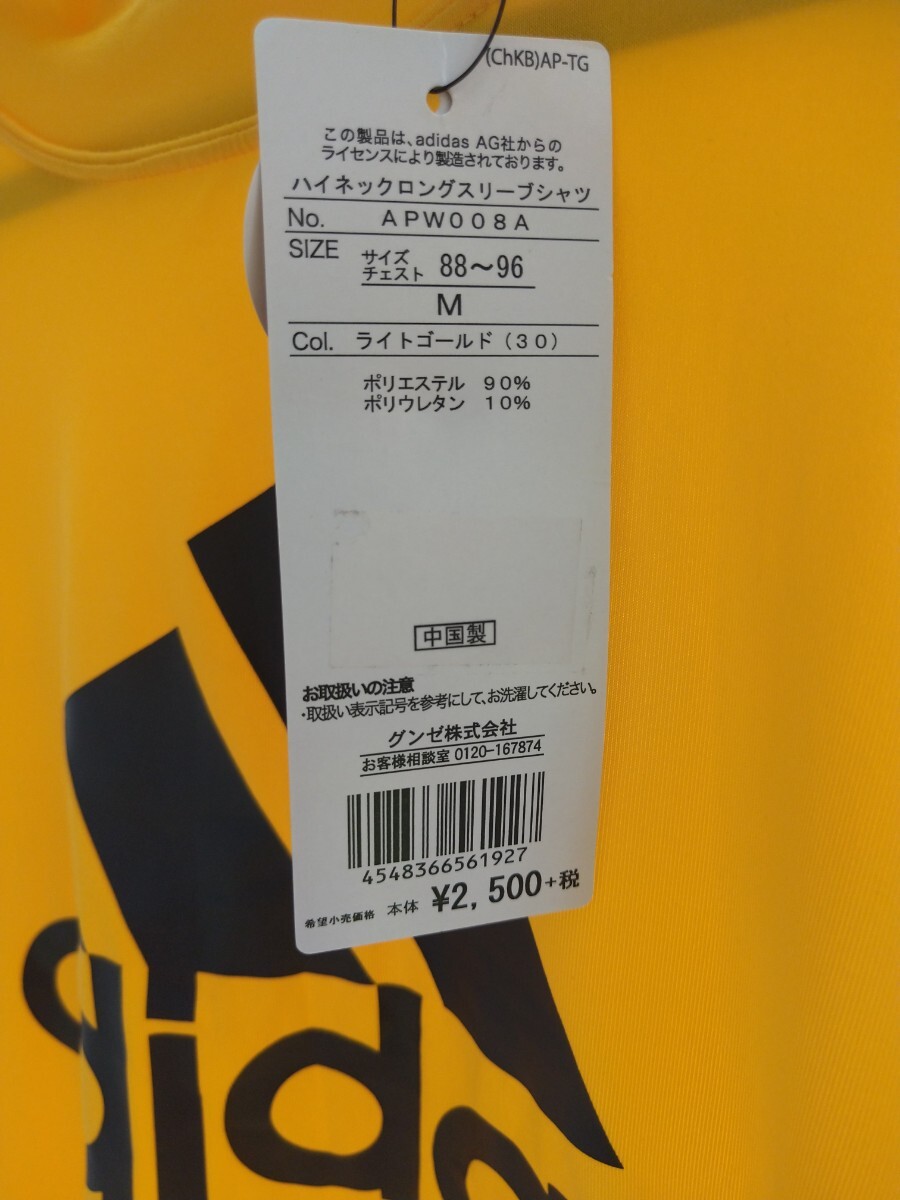 (ChKB)AP-TG
この製品は、adidas AG社からの
ライセンスにより製造されております。
ハイネックロングスリーブシャツ
No. APW008A
SIZE サイズ
チェスト 88～96
M
Col. ライトゴールド(30)
ポリエステル 90%
ポリウレタン 10%
中国製
お取扱いの注意
・取扱い表示記号を参考にして、お洗濯してください。
グンゼ株式会社
お客様相談室 0120-167874
4548366561927
希望小売価格 本体 ¥2,500+税
adida